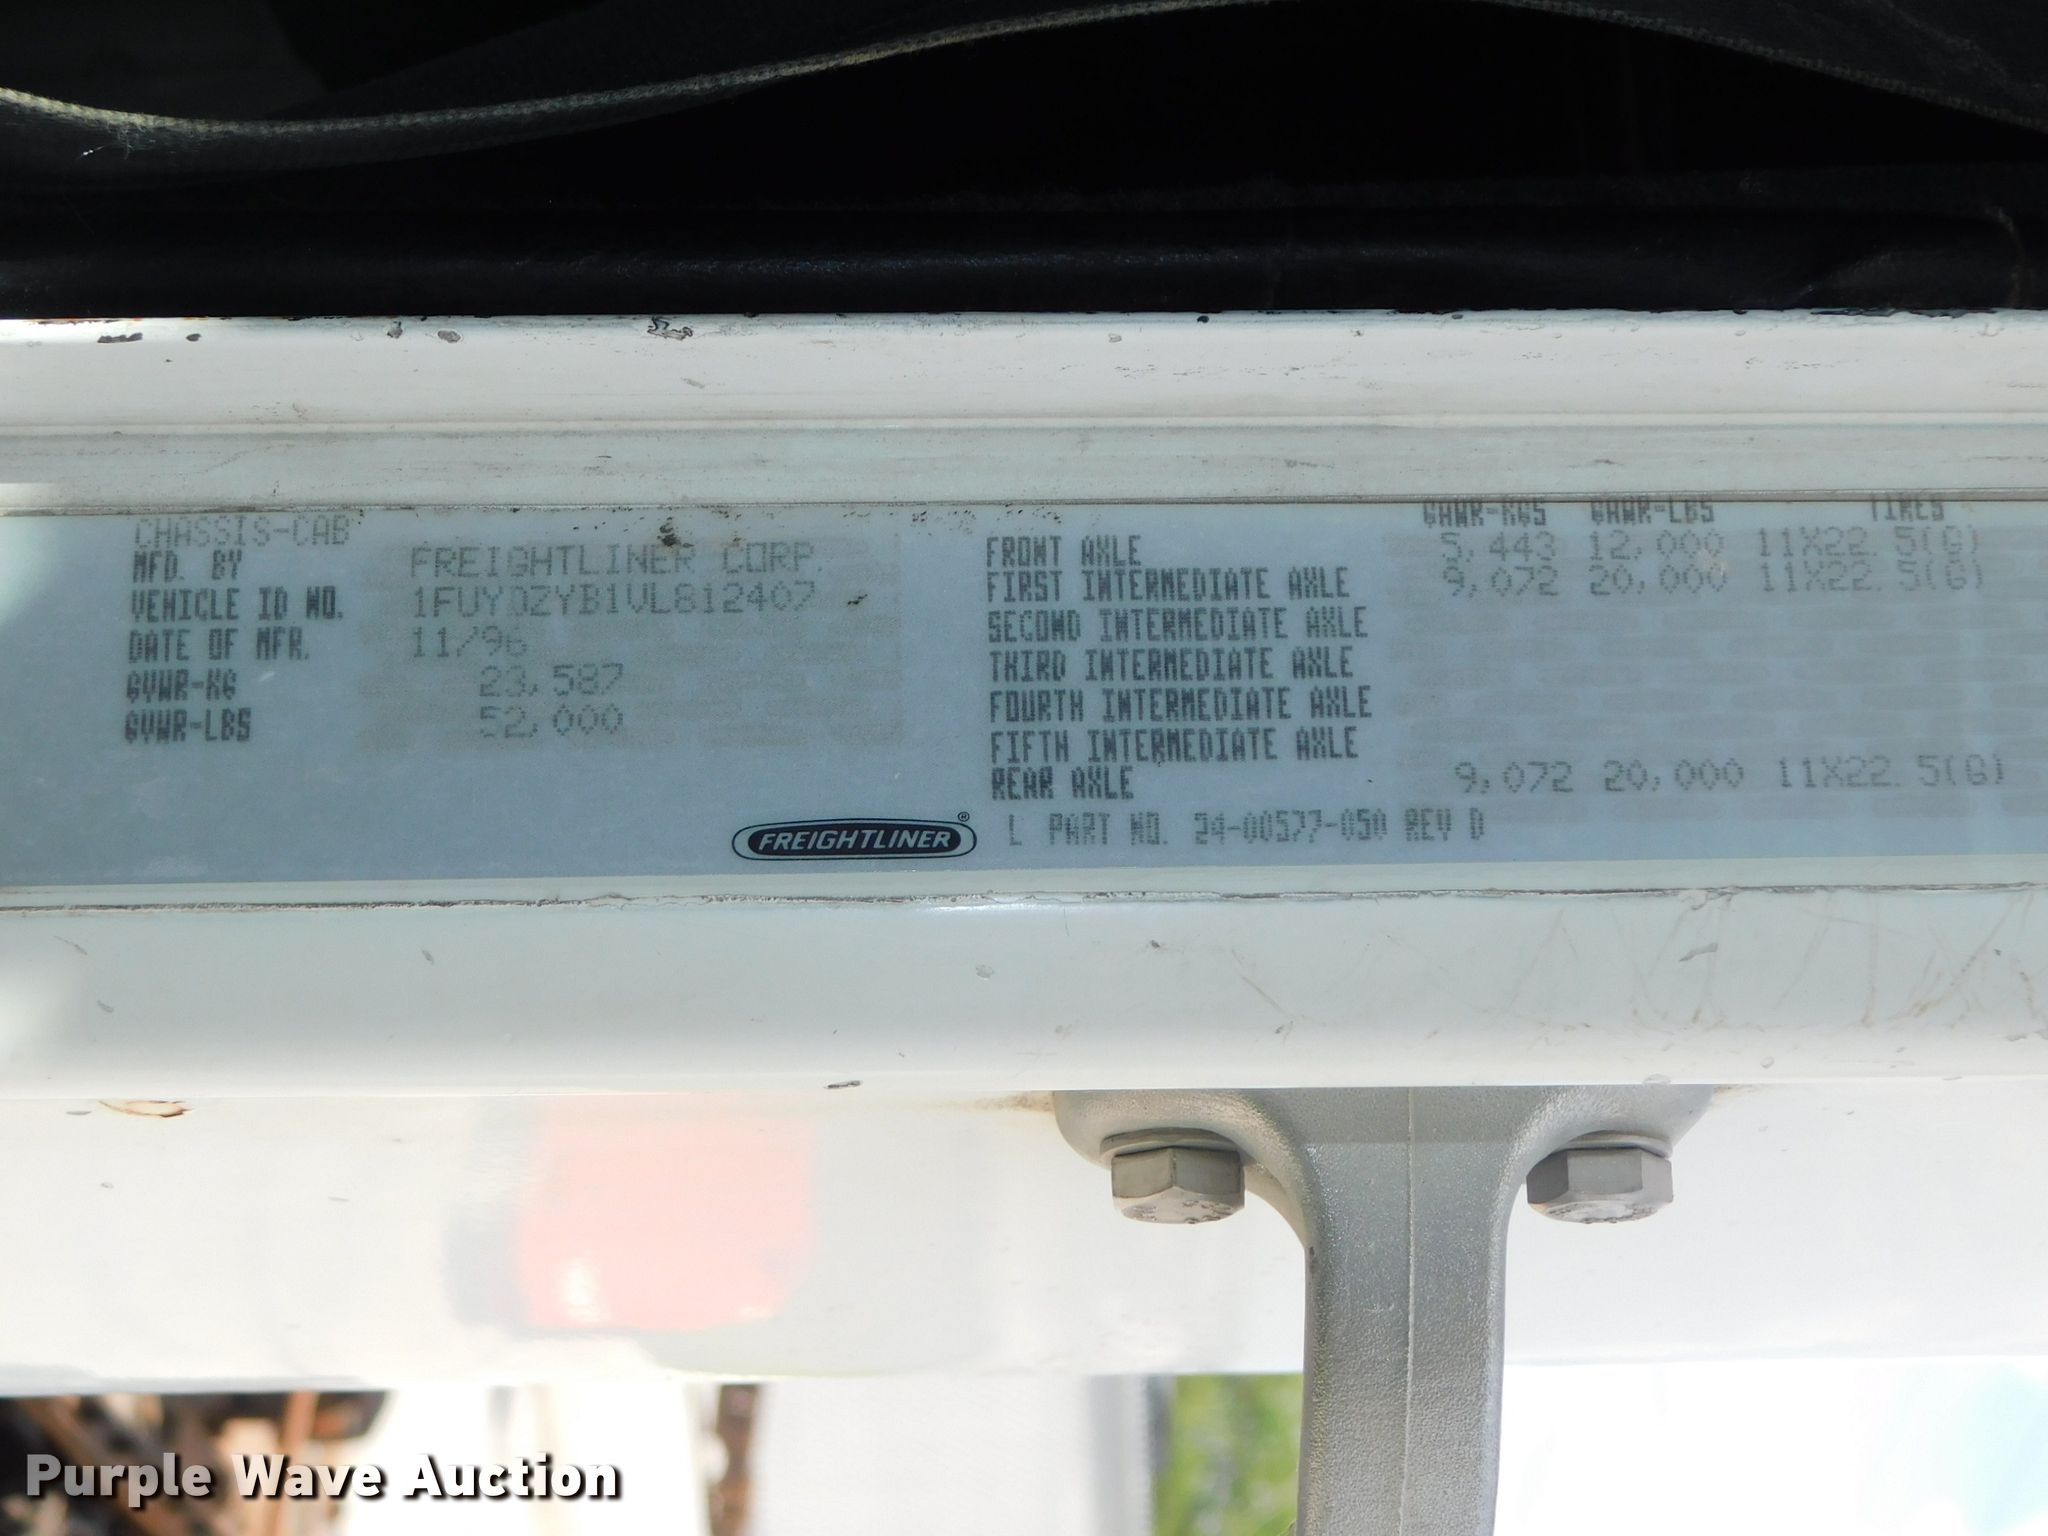 CHASSIS-CAB
MFD. BY FREIGHTLINER CORP.
VEHICLE ID NO. 1FUYDZYB1VL812407
DATE OF MFR. 11/96
GVWR-KG 23,587
GVWR-LBS 52,000
GAWR-KGS GAWR-LBS TIRES
FRONT AXLE 5,443 12,000 11X22.5(G)
FIRST INTERMEDIATE AXLE 9,072 20,000 11X22.5(G)
SECOND INTERMEDIATE AXLE
THIRD INTERMEDIATE AXLE
FOURTH INTERMEDIATE AXLE
FIFTH INTERMEDIATE AXLE
REAR AXLE 9,072 20,000 11X22.5(G)
FREIGHTLINER®
L PART NO. 24-00577-050 REV D
Purple Wave Auction